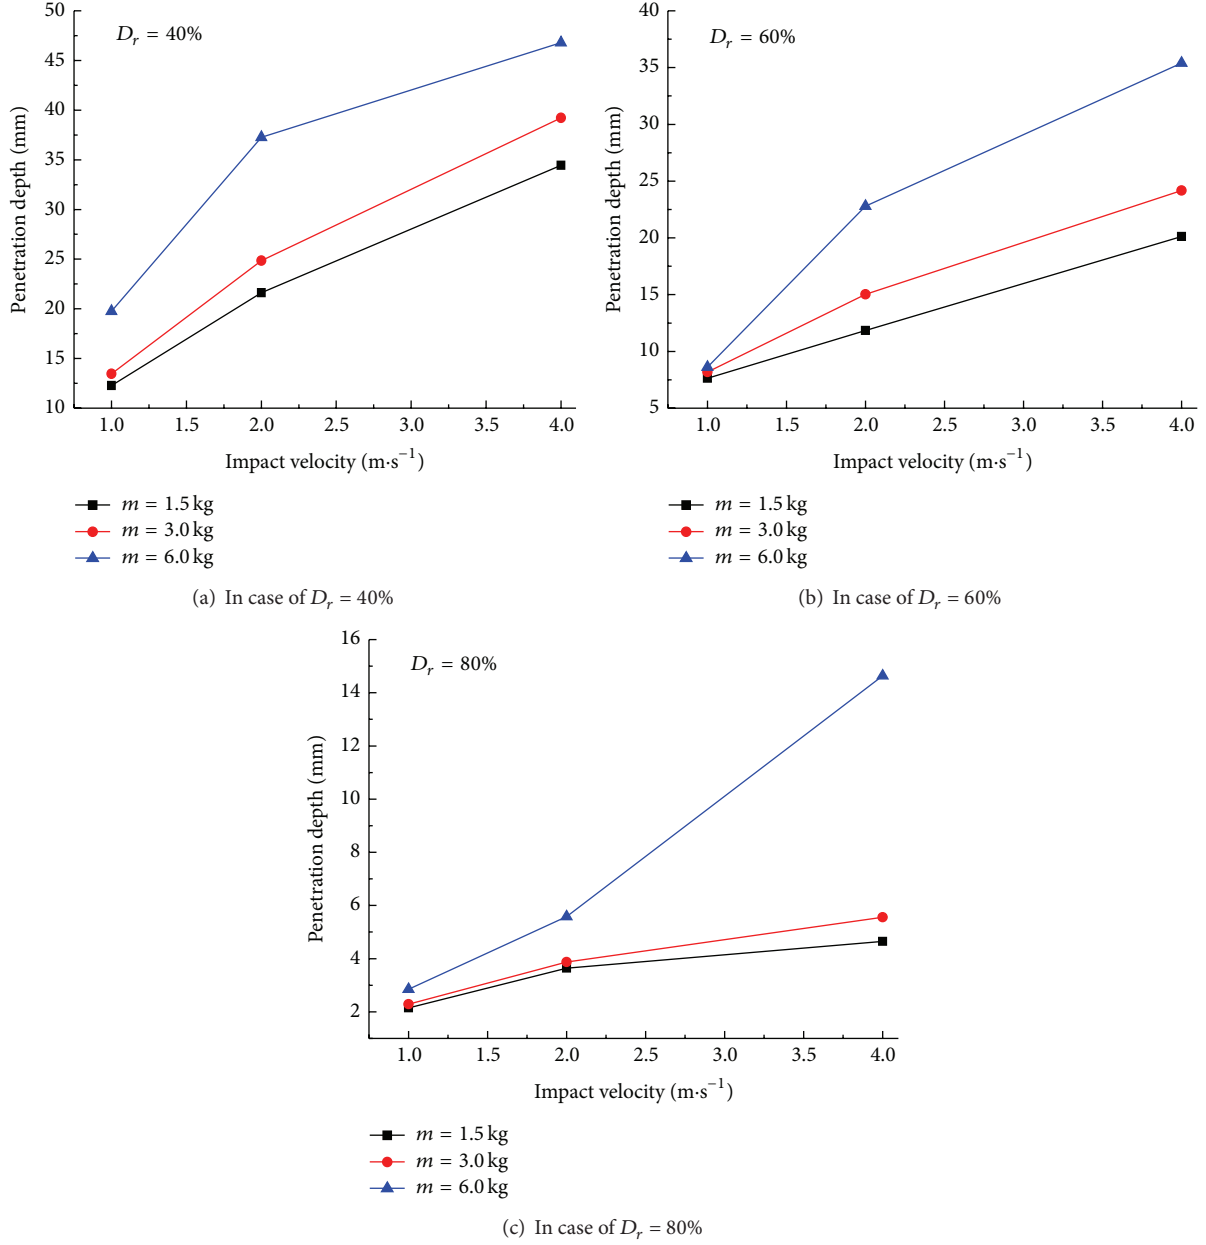 D_r = 40%
Penetration depth (mm)
50
45
40
35
30
25
20
15
10
1.0 1.5 2.0 2.5 3.0 3.5 4.0
Impact velocity (m·s⁻¹)
m = 1.5 kg
m = 3.0 kg
m = 6.0 kg
(a) In case of D_r = 40%
D_r = 60%
Penetration depth (mm)
40
35
30
25
20
15
10
5
1.0 1.5 2.0 2.5 3.0 3.5 4.0
Impact velocity (m·s⁻¹)
m = 1.5 kg
m = 3.0 kg
m = 6.0 kg
(b) In case of D_r = 60%
D_r = 80%
Penetration depth (mm)
16
14
12
10
8
6
4
2
1.0 1.5 2.0 2.5 3.0 3.5 4.0
Impact velocity (m·s⁻¹)
m = 1.5 kg
m = 3.0 kg
m = 6.0 kg
(c) In case of D_r = 80%